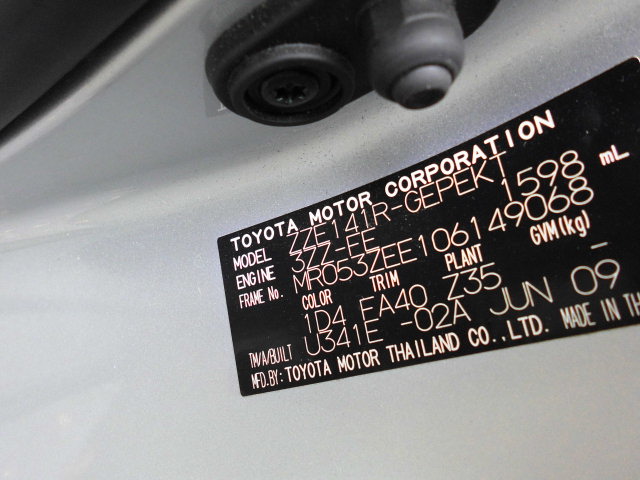 TOYOTA MOTOR CORPORATION
MODEL ZZE141R-GEPEKT
ENGINE 3ZZ-FE 1598 mL
FRAME No. MR053ZEE106149068
COLOR TRIM PLANT GVM(kg)
1D4 EA40 Z35 -
TM/A/BUILT U341E -02A JUN 09
MFD.BY: TOYOTA MOTOR THAILAND CO.,LTD. MADE IN TH